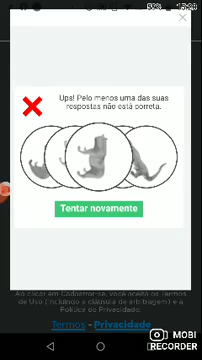 Ups! Pelo menos uma das suas
respostas não está correta.
Tentar novamente
Ao clicar em Cadastrar-se, você aceita os Termos
de Uso (incluindo a cláusula de arbitragem) e a
Política de Privacidade.
Termos - Privacidade
MOBI
RECORDER